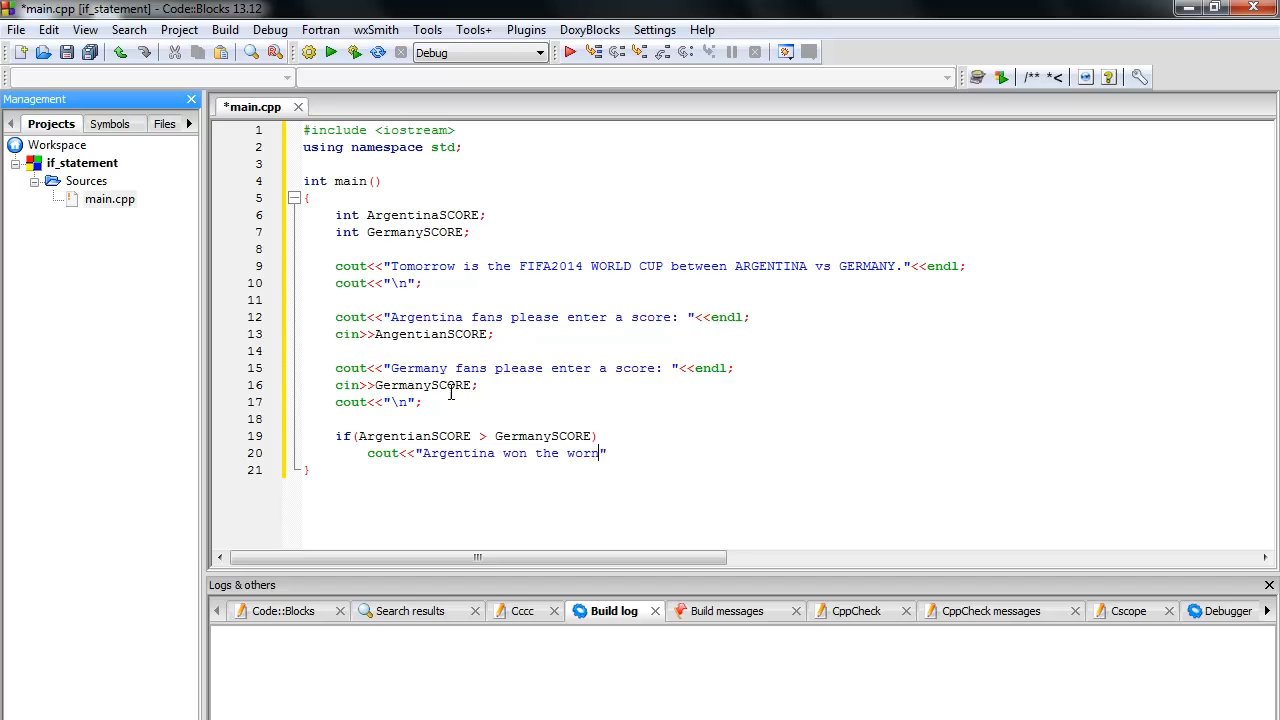 *main.cpp [if_statement] - Code::Blocks 13.12
File Edit View Search Project Build Debug Fortran wxSmith Tools Tools+ Plugins DoxyBlocks Settings Help
Debug
/** *<
Management
*main.cpp
Projects Symbols Files
Workspace
if_statement
Sources
main.cpp
1 #include <iostream>
2 using namespace std;
3
4 int main()
5 {
6 int ArgentinaSCORE;
7 int GermanySCORE;
8
9 cout<<"Tomorrow is the FIFA2014 WORLD CUP between ARGENTINA vs GERMANY."<<endl;
10 cout<<"\n";
11
12 cout<<"Argentina fans please enter a score: "<<endl;
13 cin>>AngentianSCORE;
14
15 cout<<"Germany fans please enter a score: "<<endl;
16 cin>>GermanySCORE;
17 cout<<"\n";
18
19 if(ArgentianSCORE > GermanySCORE)
20 cout<<"Argentina won the worn"
21 }
Logs & others
Code::Blocks Search results Cccc Build log Build messages CppCheck CppCheck messages Cscope Debugger